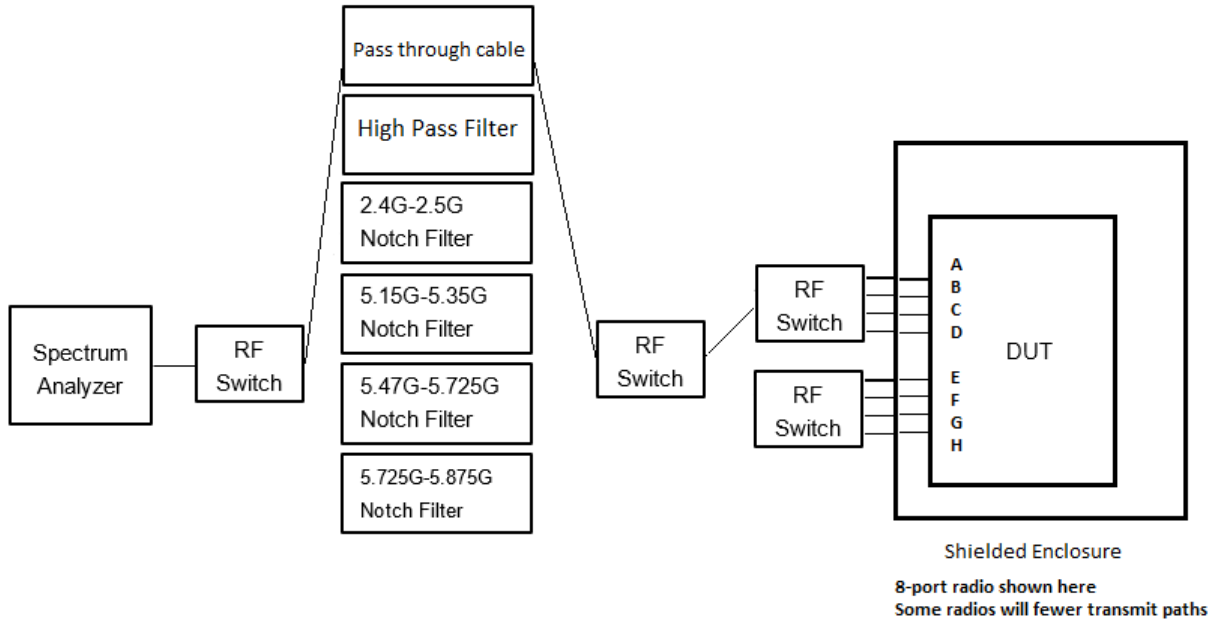 Pass through cable
High Pass Filter
2.4G-2.5G
Notch Filter
5.15G-5.35G
Notch Filter
5.47G-5.725G
Notch Filter
5.725G-5.875G
Notch Filter
Spectrum
Analyzer
RF
Switch
RF
Switch
RF
Switch
RF
Switch
A
B
C
D
E
F
G
H
DUT
Shielded Enclosure
8-port radio shown here
Some radios will fewer transmit paths